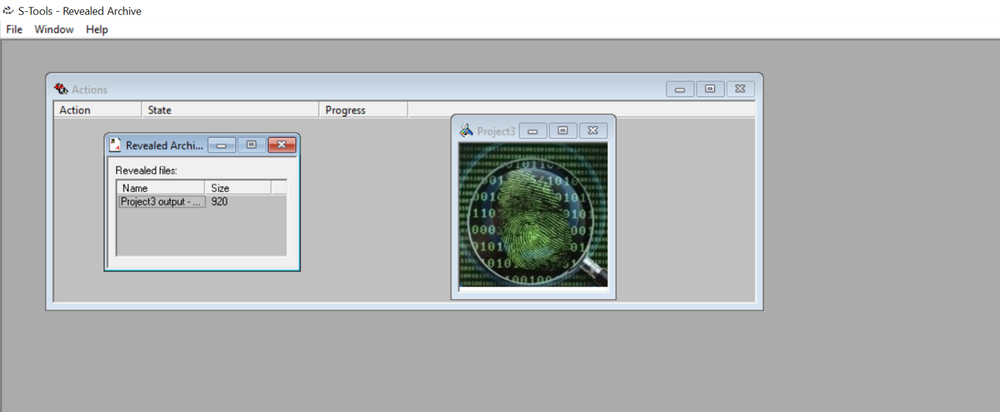 S-Tools - Revealed Archive
File Window Help
Actions
Action State Progress
Revealed Archi...
Project3
Revealed files:
Name Size
Project3 output - ... 920